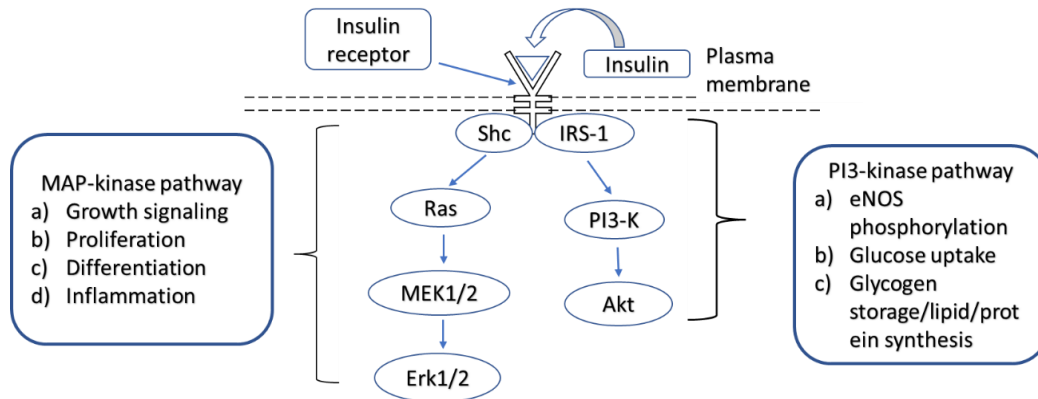 Insulin
receptor
Insulin
Plasma
membrane
Shc
IRS-1
MAP-kinase pathway
a) Growth signaling
b) Proliferation
c) Differentiation
d) Inflammation
Ras
MEK1/2
Erk1/2
PI3-K
Akt
PI3-kinase pathway
a) eNOS
phosphorylation
b) Glucose uptake
c) Glycogen
storage/lipid/prot
ein synthesis